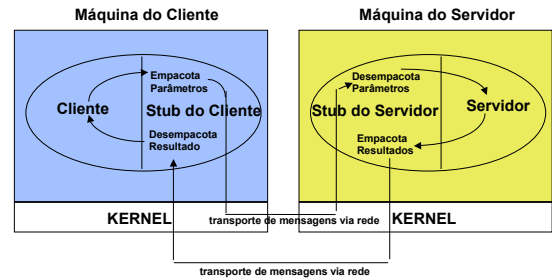 Máquina do Cliente
Máquina do Servidor
Empacota
Parâmetros
Cliente
Stub do Cliente
Desempacota
Resultado
Desempacota
Parâmetros
Stub do Servidor
Servidor
Empacota
Resultados
KERNEL
transporte de mensagens via rede
KERNEL
transporte de mensagens via rede